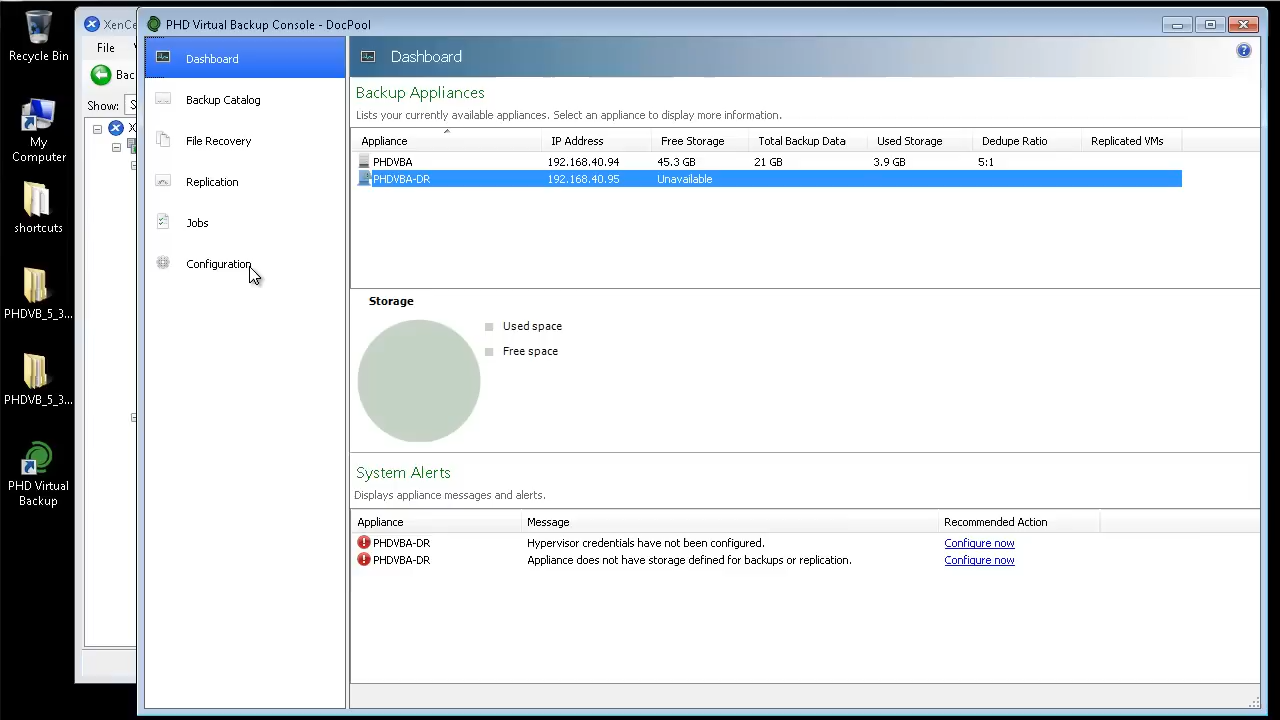 Recycle Bin
My
Computer
shortcuts
PHDVB_5_3...
PHDVB_5_3...
PHD Virtual
Backup
XenCe
File
Bac
Show:
PHD Virtual Backup Console - DocPool
Dashboard
Backup Catalog
File Recovery
Replication
Jobs
Configuration
Dashboard
Backup Appliances
Lists your currently available appliances. Select an appliance to display more information.
Appliance IP Address Free Storage Total Backup Data Used Storage Dedupe Ratio Replicated VMs
PHDVBA 192.168.40.94 45.3 GB 21 GB 3.9 GB 5:1
PHDVBA-DR 192.168.40.95 Unavailable
Storage
Used space
Free space
System Alerts
Displays appliance messages and alerts.
Appliance Message Recommended Action
PHDVBA-DR Hypervisor credentials have not been configured. Configure now
PHDVBA-DR Appliance does not have storage defined for backups or replication. Configure now